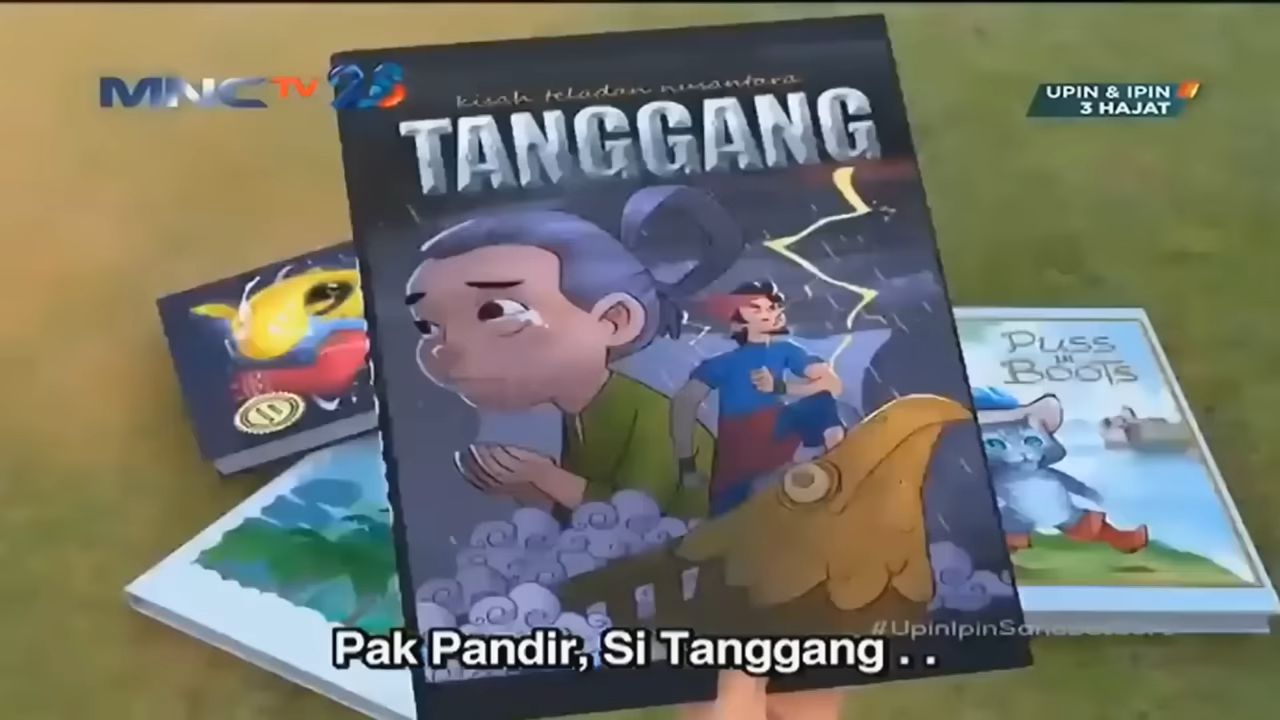 MNCTV 28
UPIN & IPIN
3 HAJAT
kisah teladan nusantara
TANGGANG
Puss
in
Boots
Pak Pandir, Si Tanggang . .